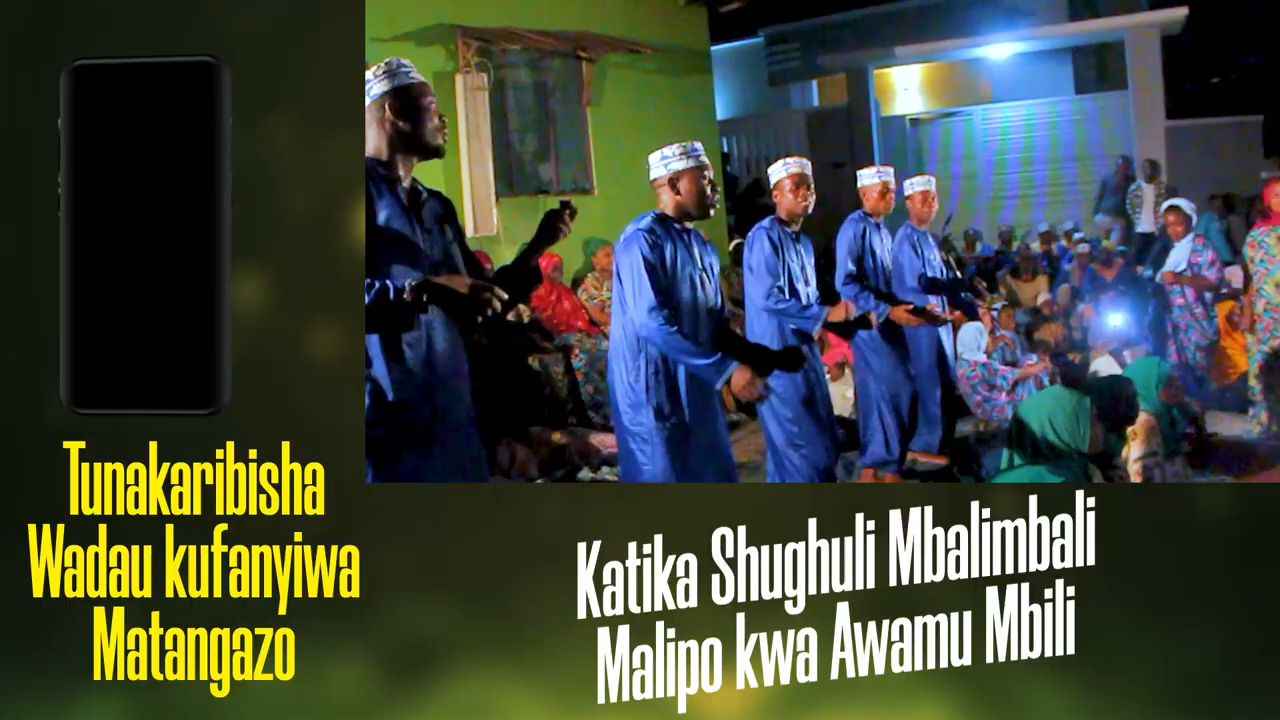 Tunakaribisha
Wadau kufanyiwa
Matangazo
Katika Shughuli Mbalimbali
Malipo kwa Awamu Mbili